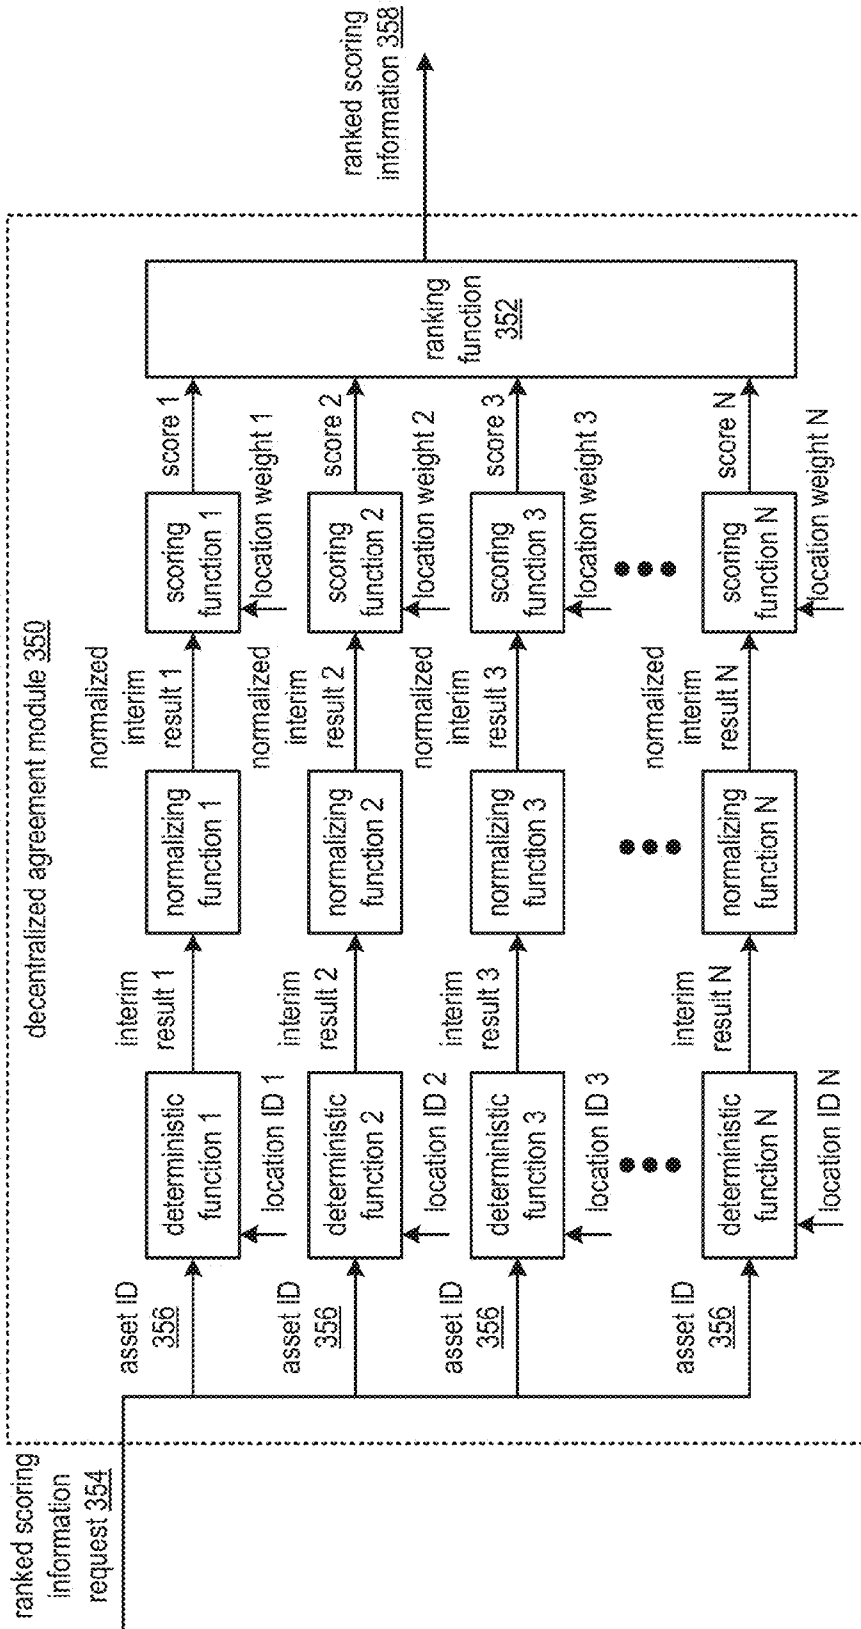 ranked scoring
information
request 354
decentralized agreement module 350
asset ID
356
deterministic
function 1
location ID 1
interim
result 1
normalizing
function 1
normalized
interim
result 1
scoring
function 1
location weight 1
score 1
asset ID
356
deterministic
function 2
location ID 2
interim
result 2
normalizing
function 2
normalized
interim
result 2
scoring
function 2
location weight 2
score 2
asset ID
356
deterministic
function 3
location ID 3
interim
result 3
normalizing
function 3
normalized
interim
result 3
scoring
function 3
location weight 3
score 3
asset ID
356
deterministic
function N
location ID N
interim
result N
normalizing
function N
normalized
interim
result N
scoring
function N
location weight N
score N
ranking
function
352
ranked scoring
information 358